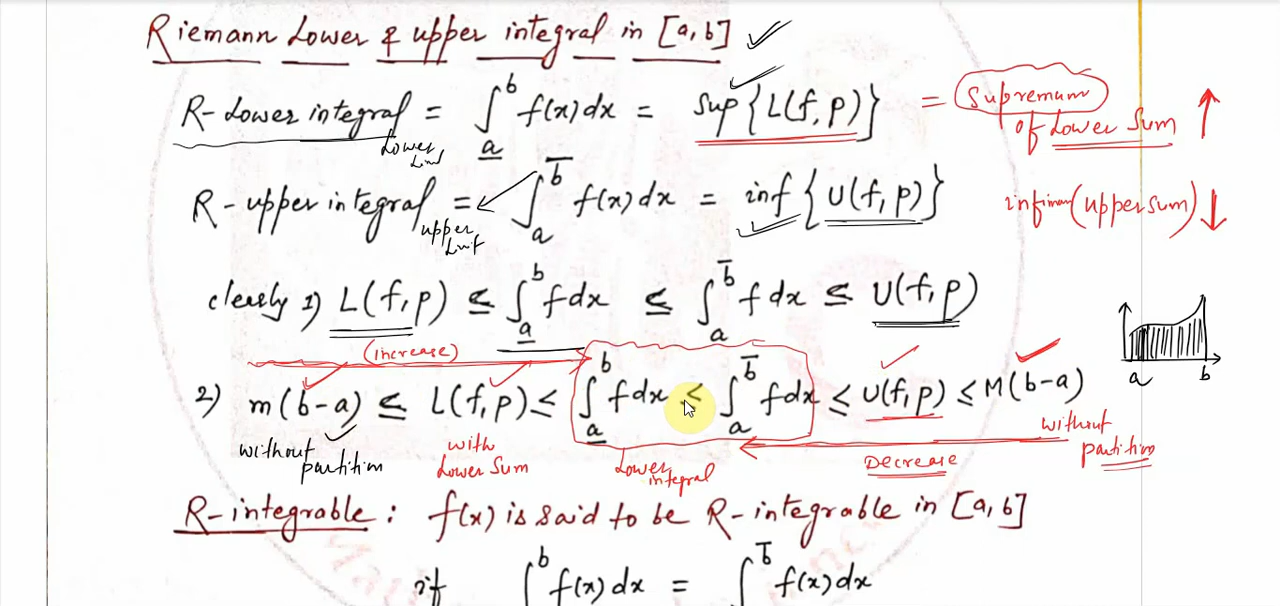 Riemann Lower & upper integral in [a, b] ✓
R-Lower integral = ∫_a̲^b f(x)dx = Sup{L(f,p)} = Supremum of Lower Sum ↑
Lower Limit
R-upper integral = ∫_a^b̅ f(x)dx = inf{U(f,p)} infimum(upper sum) ↓
upper Limit
clearly 1) L(f,p) ≤ ∫_a̲^b f dx ≤ ∫_a^b̅ f dx ≤ U(f,p)
(increase)
2) m(b-a) ≤ L(f,p) ≤ ∫_a̲^b f dx ≤ ∫_a^b̅ f dx ≤ U(f,p) ≤ M(b-a)
a b
without partition with Lower Sum Lower integral Decrease without partition
R-integrable: f(x) is said to be R-integrable in [a, b]
if ∫^b f(x)dx = ∫^b̅ f(x)dx